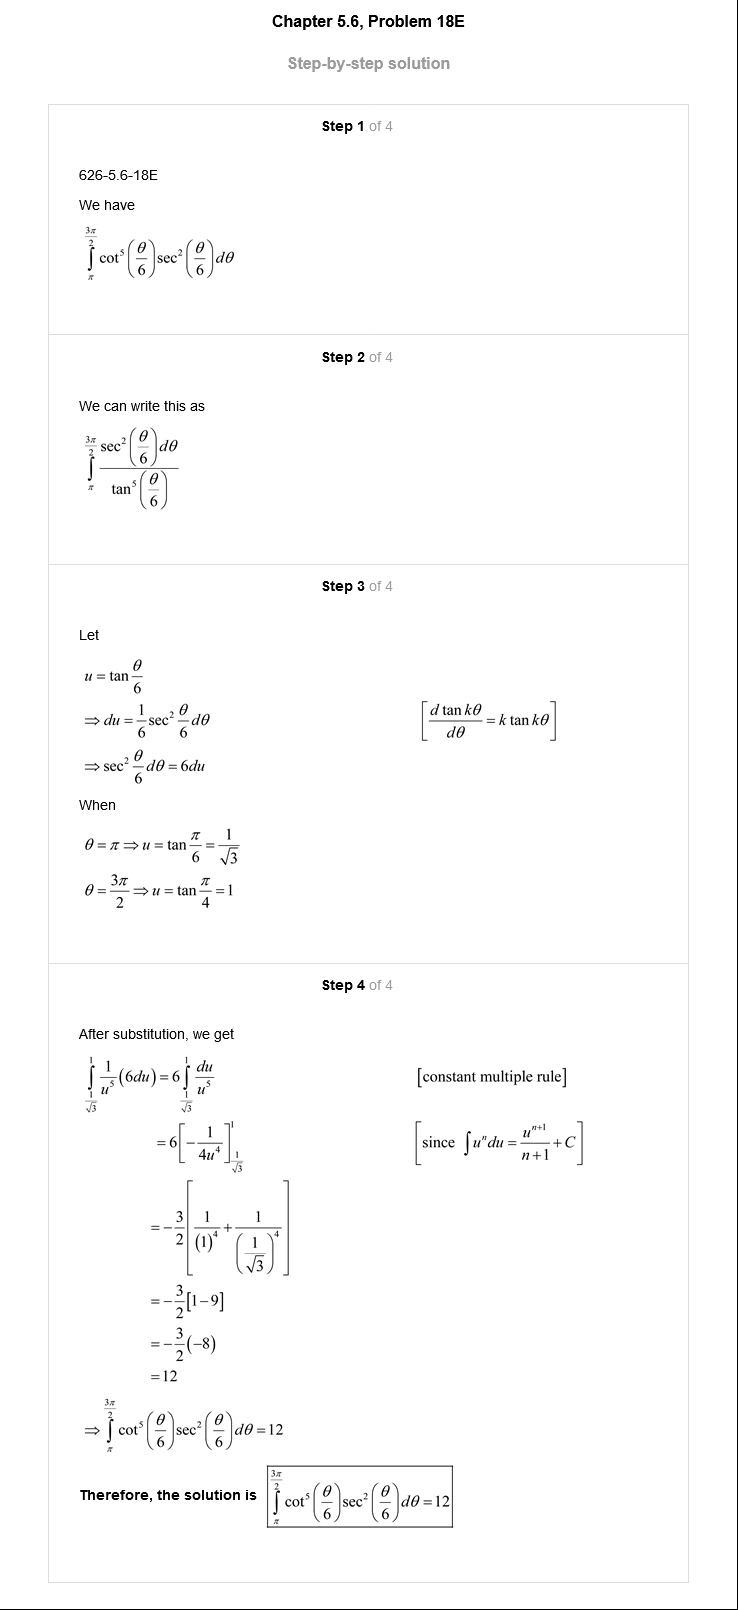 Chapter 5.6, Problem 18E
Step-by-step solution
Step 1 of 4
626-5.6-18E
We have
$\int_{\pi}^{\frac{3\pi}{2}} \cot^5\left(\frac{\theta}{6}\right)\sec^2\left(\frac{\theta}{6}\right)d\theta$
Step 2 of 4
We can write this as
$\int_{\pi}^{\frac{3\pi}{2}} \frac{\sec^2\left(\frac{\theta}{6}\right)d\theta}{\tan^5\left(\frac{\theta}{6}\right)}$
Step 3 of 4
Let
$u = \tan\frac{\theta}{6}$
$\Rightarrow du = \frac{1}{6}\sec^2\frac{\theta}{6}d\theta$ $\left[\frac{d\tan k\theta}{d\theta} = k\tan k\theta\right]$
$\Rightarrow \sec^2\frac{\theta}{6}d\theta = 6du$
When
$\theta = \pi \Rightarrow u = \tan\frac{\pi}{6} = \frac{1}{\sqrt{3}}$
$\theta = \frac{3\pi}{2} \Rightarrow u = \tan\frac{\pi}{4} = 1$
Step 4 of 4
After substitution, we get
$\int_{\frac{1}{\sqrt{3}}}^{1} \frac{1}{u^5}(6du) = 6\int_{\frac{1}{\sqrt{3}}}^{1} \frac{du}{u^5}$ [constant multiple rule]
$= 6\left[-\frac{1}{4u^4}\right]_{\frac{1}{\sqrt{3}}}^{1}$ $\left[\text{since } \int u^n du = \frac{u^{n+1}}{n+1} + C\right]$
$= -\frac{3}{2}\left[\frac{1}{(1)^4} + \frac{1}{\left(\frac{1}{\sqrt{3}}\right)^4}\right]$
$= -\frac{3}{2}[1-9]$
$= -\frac{3}{2}(-8)$
$= 12$
$\Rightarrow \int_{\pi}^{\frac{3\pi}{2}} \cot^5\left(\frac{\theta}{6}\right)\sec^2\left(\frac{\theta}{6}\right)d\theta = 12$
Therefore, the solution is $\int_{\pi}^{\frac{3\pi}{2}} \cot^5\left(\frac{\theta}{6}\right)\sec^2\left(\frac{\theta}{6}\right)d\theta = 12$